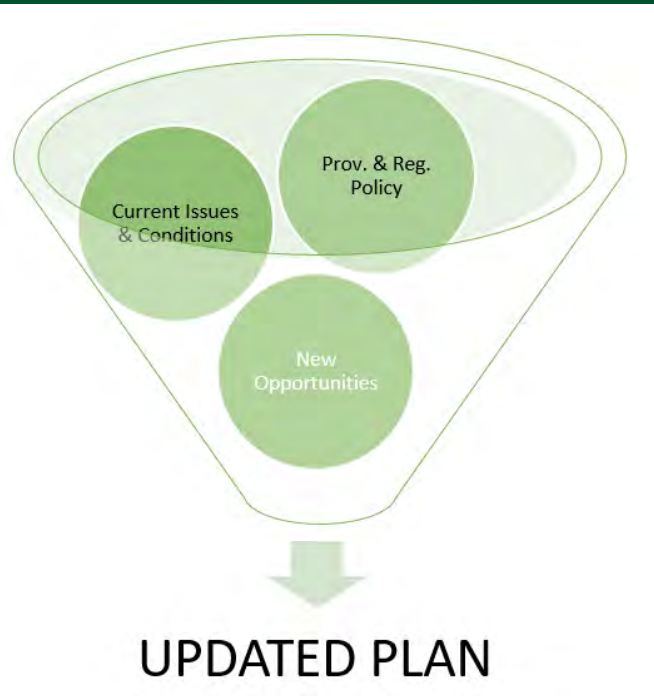 Prov. & Reg.
Policy
Current Issues
& Conditions
New
Opportunities
UPDATED PLAN